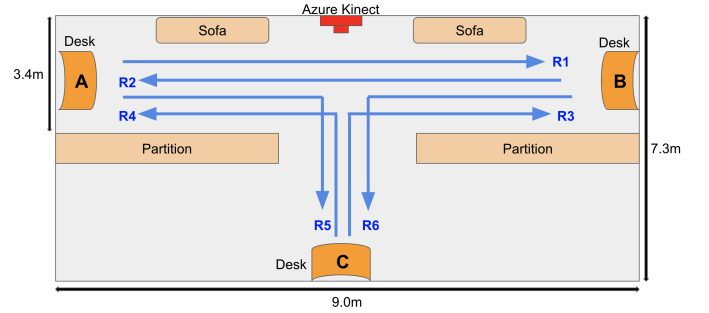 Azure Kinect
Sofa
Sofa
Desk
Desk
R1
3.4m
A
R2
B
R4
R3
Partition
Partition
7.3m
R5
R6
Desk
C
9.0m